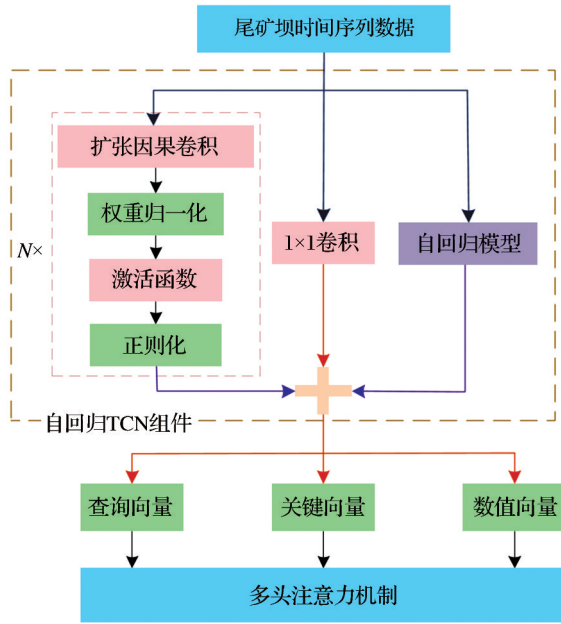 尾矿坝时间序列数据
扩张因果卷积
权重归一化
N×
激活函数
正则化
1×1卷积
自回归模型
自回归TCN组件
查询向量
关键向量
数值向量
多头注意力机制